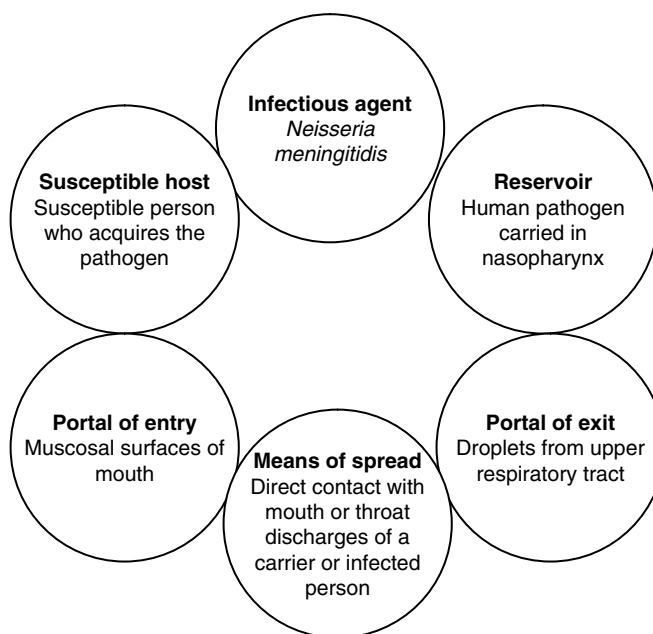 Infectious agent
Neisseria
meningitidis
Reservoir
Human pathogen
carried in
nasopharynx
Portal of exit
Droplets from upper
respiratory tract
Means of spread
Direct contact with
mouth or throat
discharges of a
carrier or infected
person
Portal of entry
Muscosal surfaces of
mouth
Susceptible host
Susceptible person
who acquires the
pathogen